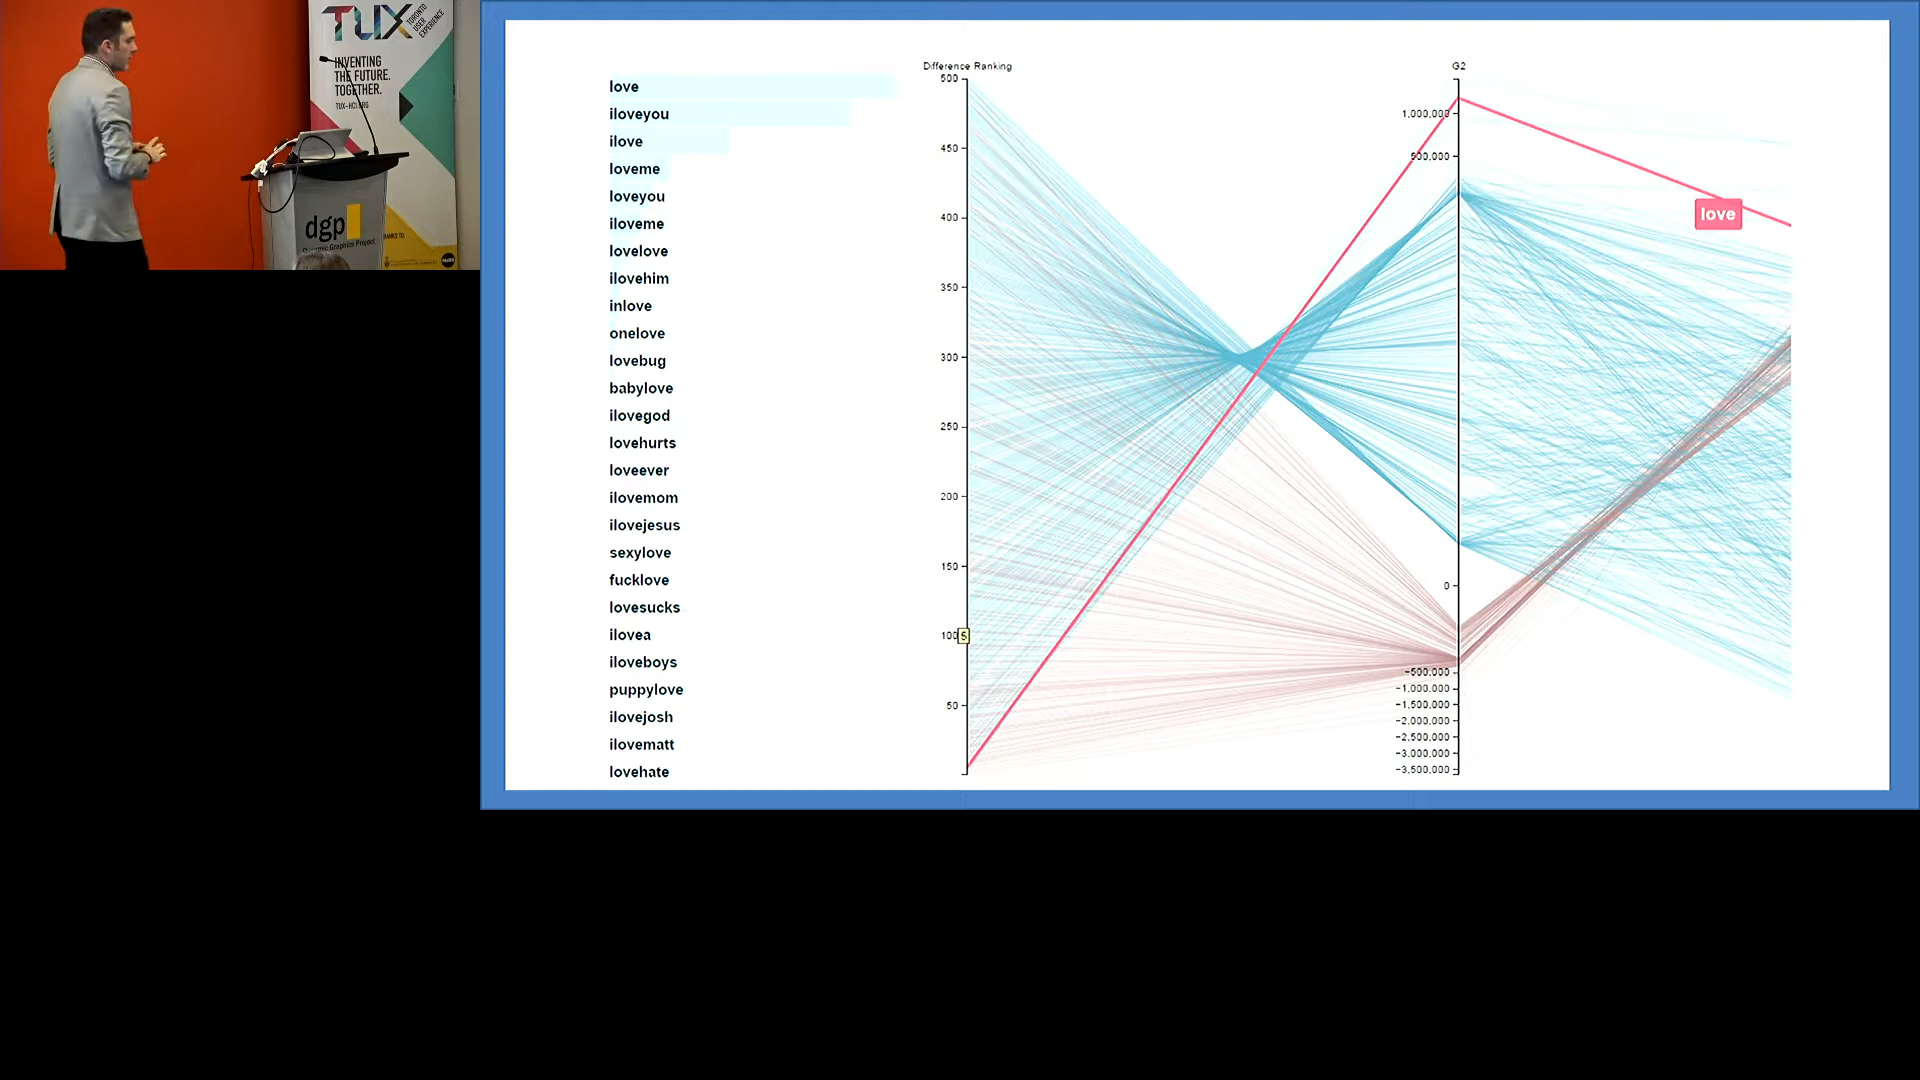 TUX
TORONTO
USER
EXPERIENCE
INVENTING
THE FUTURE.
TOGETHER.
TUX-HCI.ORG
dgp
Dynamic Graphics Project
love
iloveyou
ilove
loveme
loveyou
iloveme
lovelove
ilovehim
inlove
onelove
lovebug
babylove
ilovegod
lovehurts
loveever
ilovemom
ilovejesus
sexylove
fucklove
lovesucks
ilovea
iloveboys
puppylove
ilovejosh
ilovematt
lovehate
Difference Ranking
500
450
400
350
300
250
200
150
100
5
50
G2
1,000,000
500,000
0
−500,000
−1,000,000
−1,500,000
−2,000,000
−2,500,000
−3,000,000
−3,500,000
love